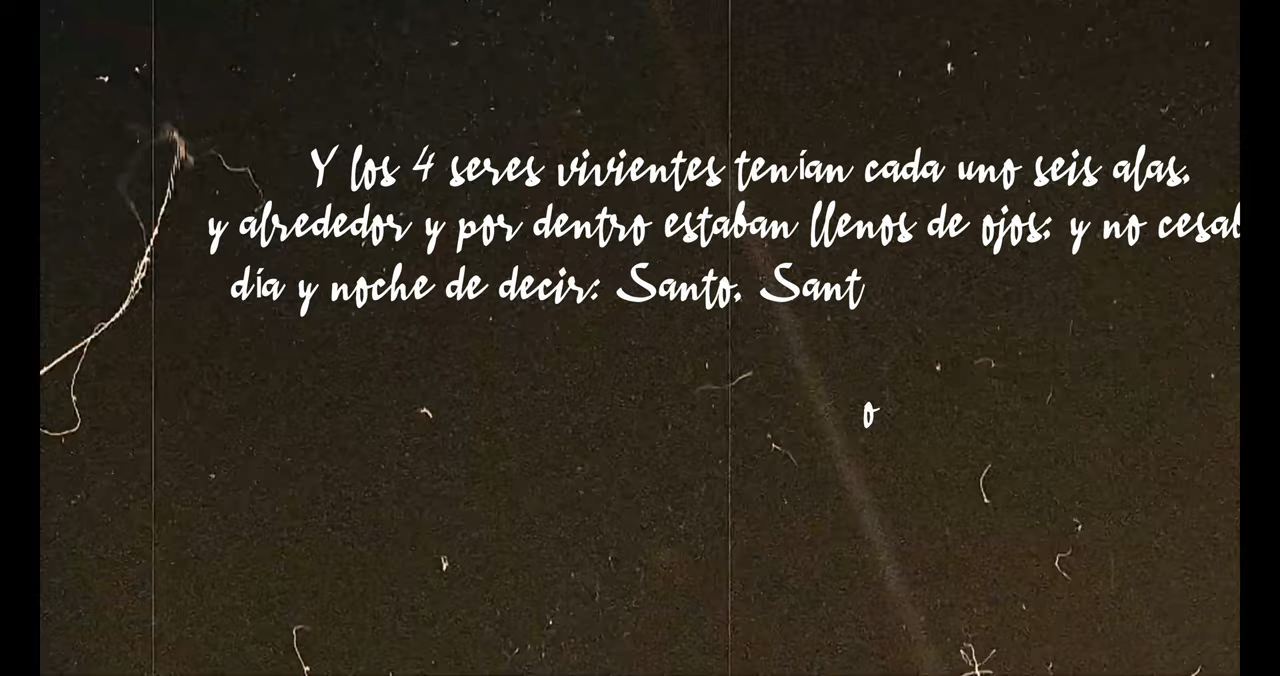 Y los 4 seres vivientes tenían cada uno seis alas,
y alrededor y por dentro estaban llenos de ojos; y no cesab
día y noche de decir: Santo, Sant
o